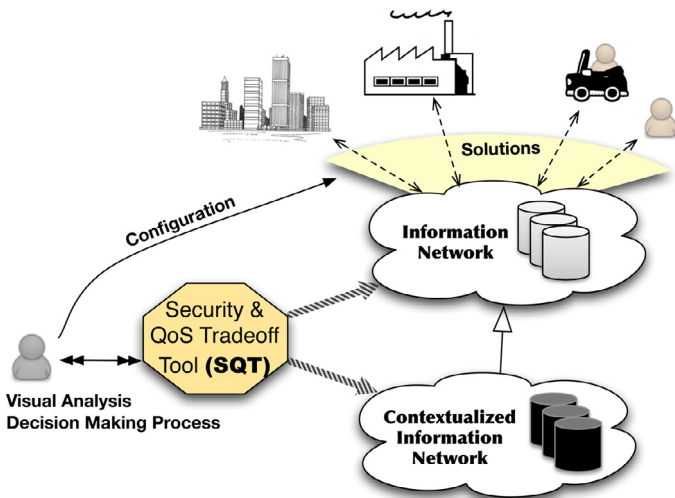 Solutions
Configuration
Information
Network
Security &
QoS Tradeoff
Tool (SQT)
Visual Analysis
Decision Making Process
Contextualized
Information
Network